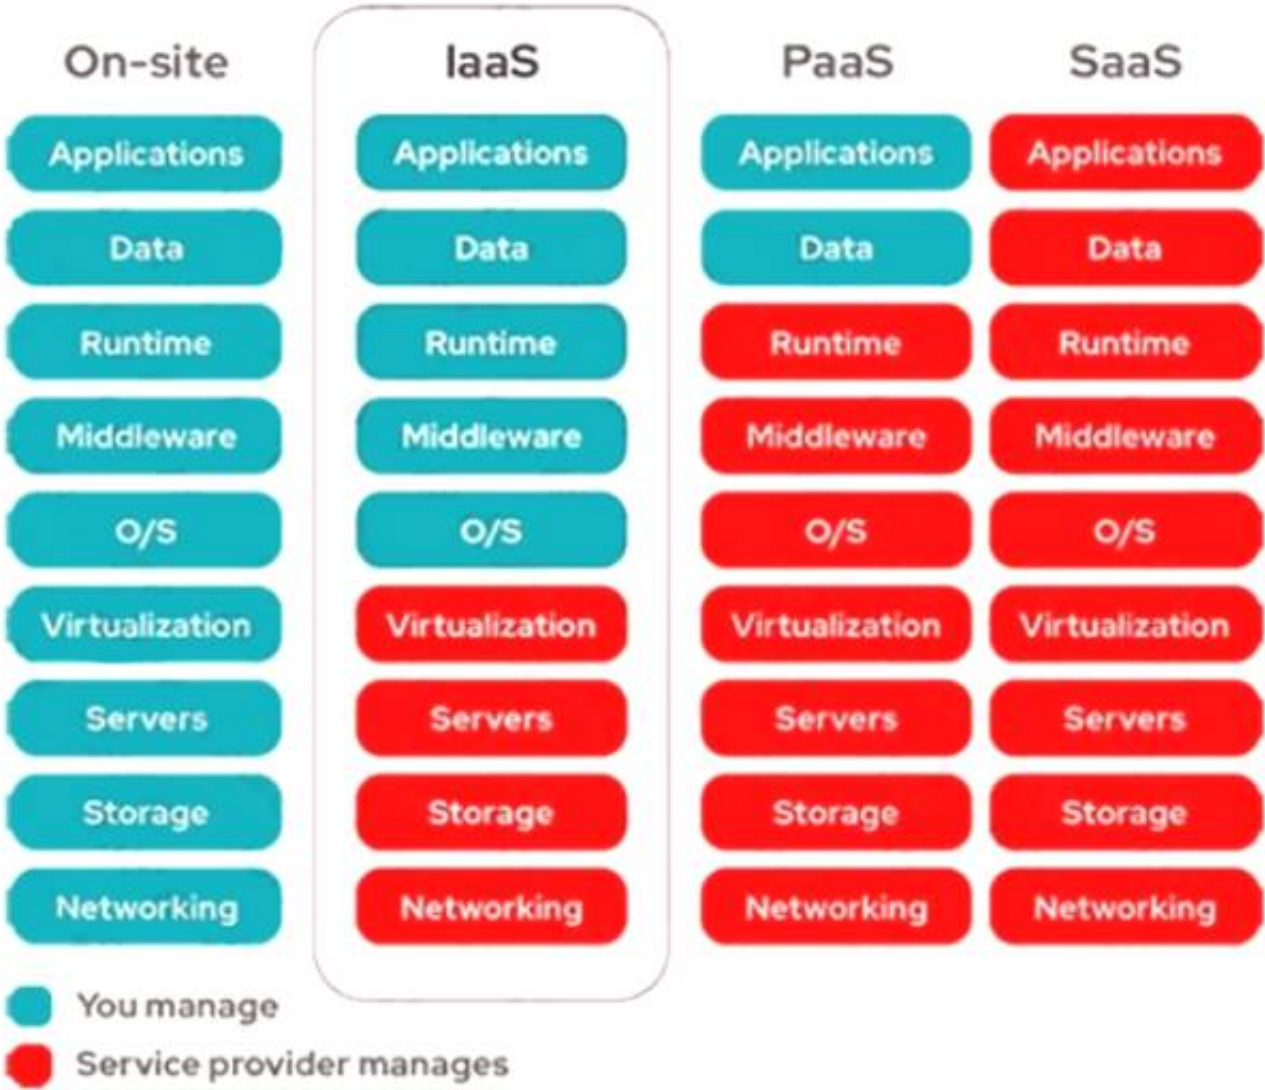 On-site IaaS PaaS SaaS
Applications Applications Applications Applications
Data Data Data Data
Runtime Runtime Runtime Runtime
Middleware Middleware Middleware Middleware
O/S O/S O/S O/S
Virtualization Virtualization Virtualization Virtualization
Servers Servers Servers Servers
Storage Storage Storage Storage
Networking Networking Networking Networking
You manage
Service provider manages